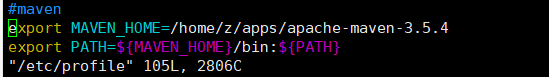 #maven
export MAVEN_HOME=/home/z/apps/apache-maven-3.5.4
export PATH=${MAVEN_HOME}/bin:${PATH}
"/etc/profile" 105L, 2806C